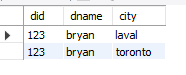 did dname city
123 bryan laval
123 bryan toronto